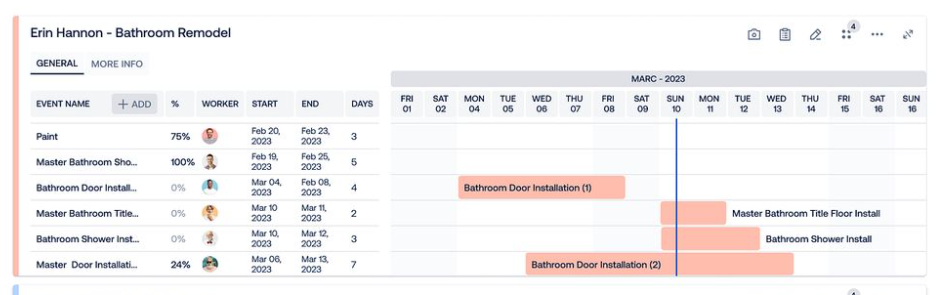 Erin Hannon - Bathroom Remodel
4
GENERAL MORE INFO
MARC - 2023
EVENT NAME + ADD % WORKER START END DAYS
FRI SAT MON TUE WED THU FRI SAT SUN MON TUE WED THU FRI SAT SUN
01 02 04 05 06 07 08 09 10 11 12 13 14 15 16 16
Paint 75% Feb 20, 2023 Feb 23, 2023 3
Master Bathroom Sho... 100% Feb 19, 2023 Feb 25, 2023 5
Bathroom Door Install... 0% Mar 04, 2023 Feb 08, 2023 4
Bathroom Door Installation (1)
Master Bathroom Title... 0% Mar 10 2023 Mar 11, 2023 2
Master Bathroom Title Floor Install
Bathroom Shower Inst... 0% Mar 10, 2023 Mar 12, 2023 3
Bathroom Shower Install
Master Door Installati... 24% Mar 06, 2023 Mar 13, 2023 7
Bathroom Door Installation (2)